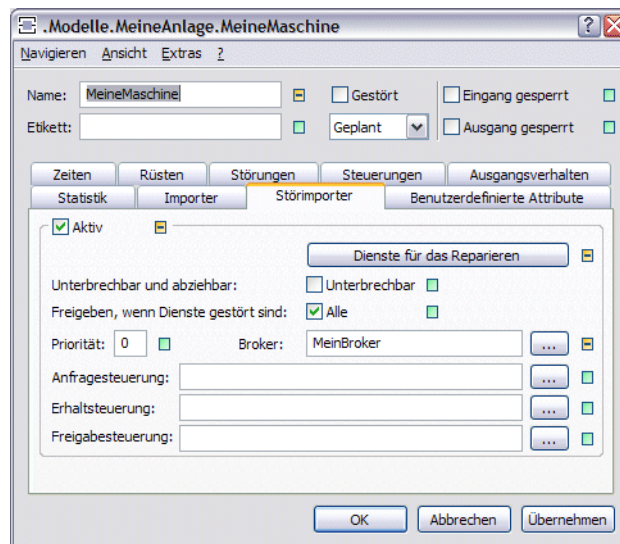 .Modelle.MeineAnlage.MeineMaschine
Navigieren Ansicht Extras ?
Name: MeineMaschine Gestört Eingang gesperrt
Etikett: Geplant Ausgang gesperrt
Zeiten Rüsten Störungen Steuerungen Ausgangsverhalten
Statistik Importer Störimporter Benutzerdefinierte Attribute
Aktiv
Dienste für das Reparieren
Unterbrechbar und abziehbar: Unterbrechbar
Freigeben, wenn Dienste gestört sind: Alle
Priorität: 0 Broker: MeinBroker ...
Anfragesteuerung: ...
Erhaltsteuerung: ...
Freigabesteuerung: ...
OK Abbrechen Übernehmen